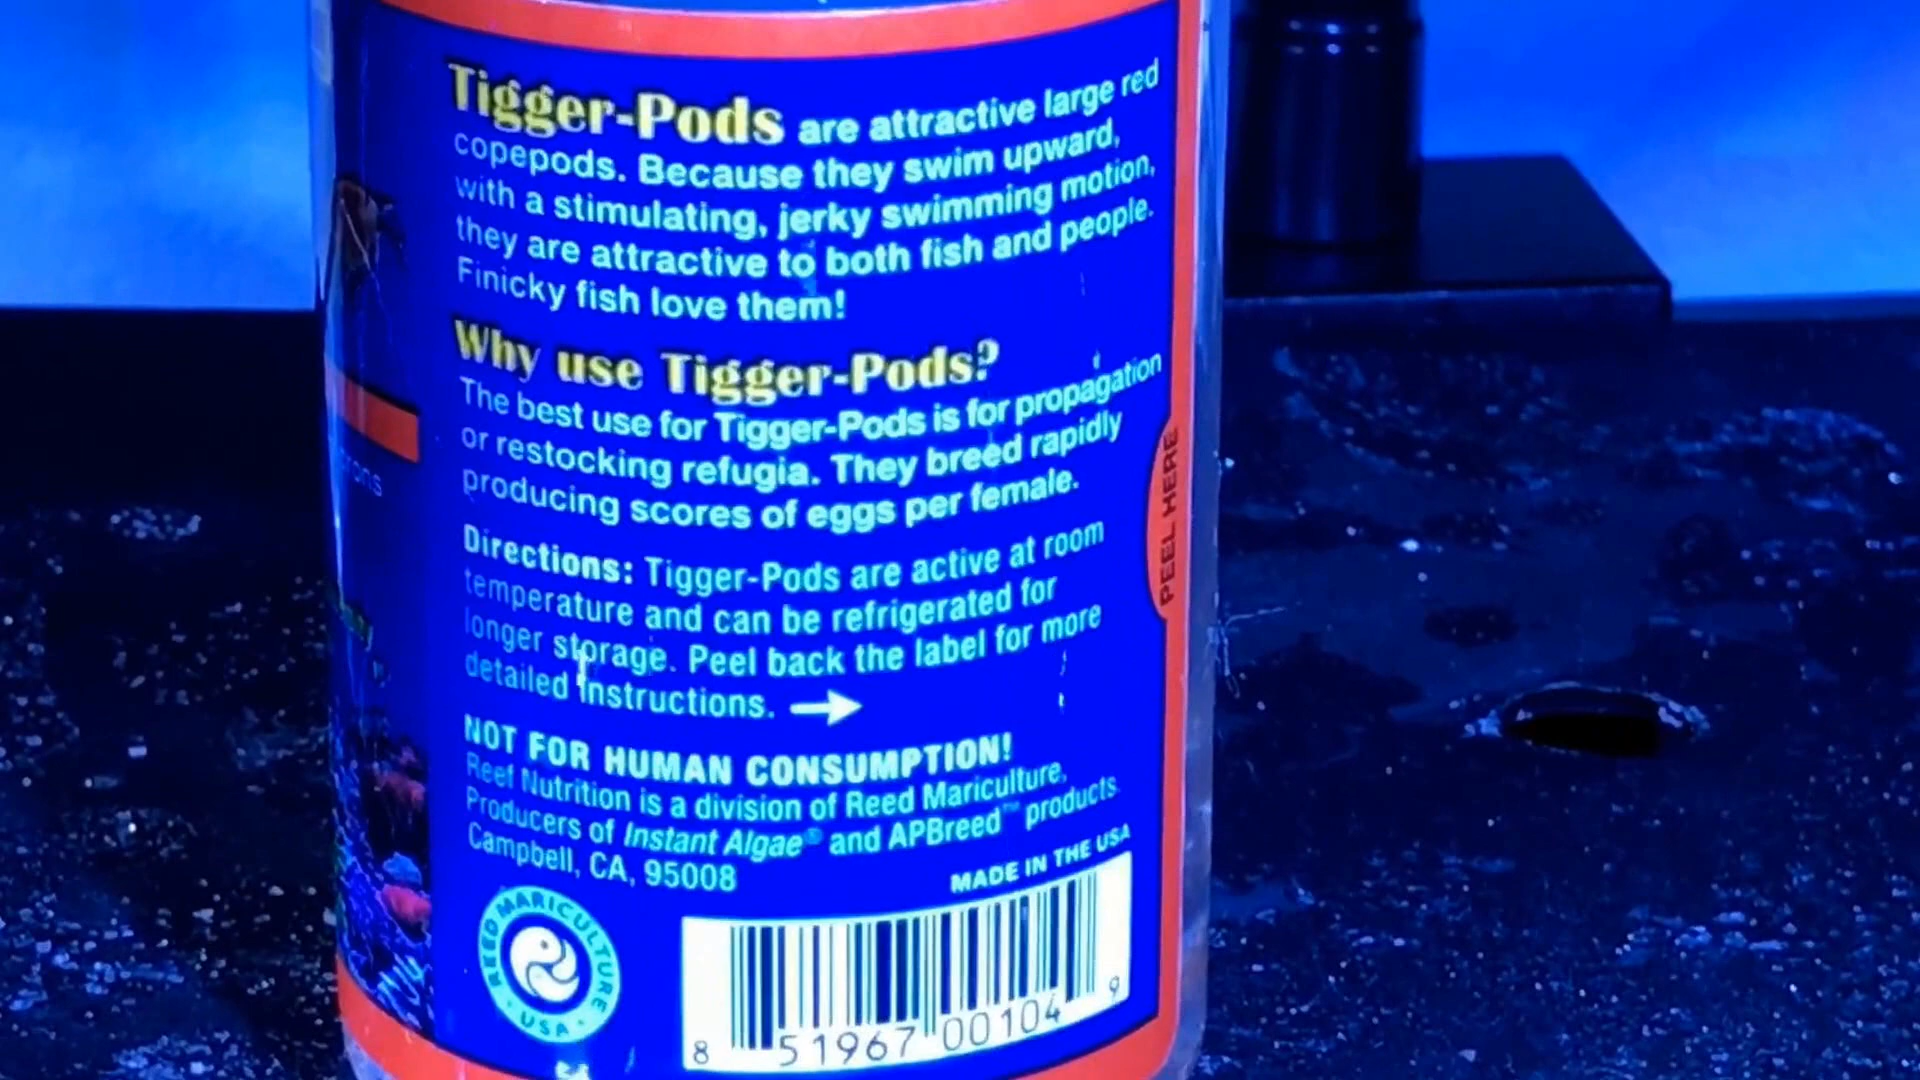 Tigger-Pods are attractive large red
copepods. Because they swim upward,
with a stimulating, jerky swimming motion,
they are attractive to both fish and people.
Finicky fish love them!
Why use Tigger-Pods?
The best use for Tigger-Pods is for propagation
or restocking refugia. They breed rapidly
producing scores of eggs per female.
Directions: Tigger-Pods are active at room
temperature and can be refrigerated for
longer storage. Peel back the label for more
detailed instructions. →
NOT FOR HUMAN CONSUMPTION!
Reef Nutrition is a division of Reed Mariculture,
Producers of Instant Algae® and APBreed™ products.
Campbell, CA, 95008
MADE IN THE USA
REED MARICULTURE
• USA •
8 51967 00104 9
PEEL HERE